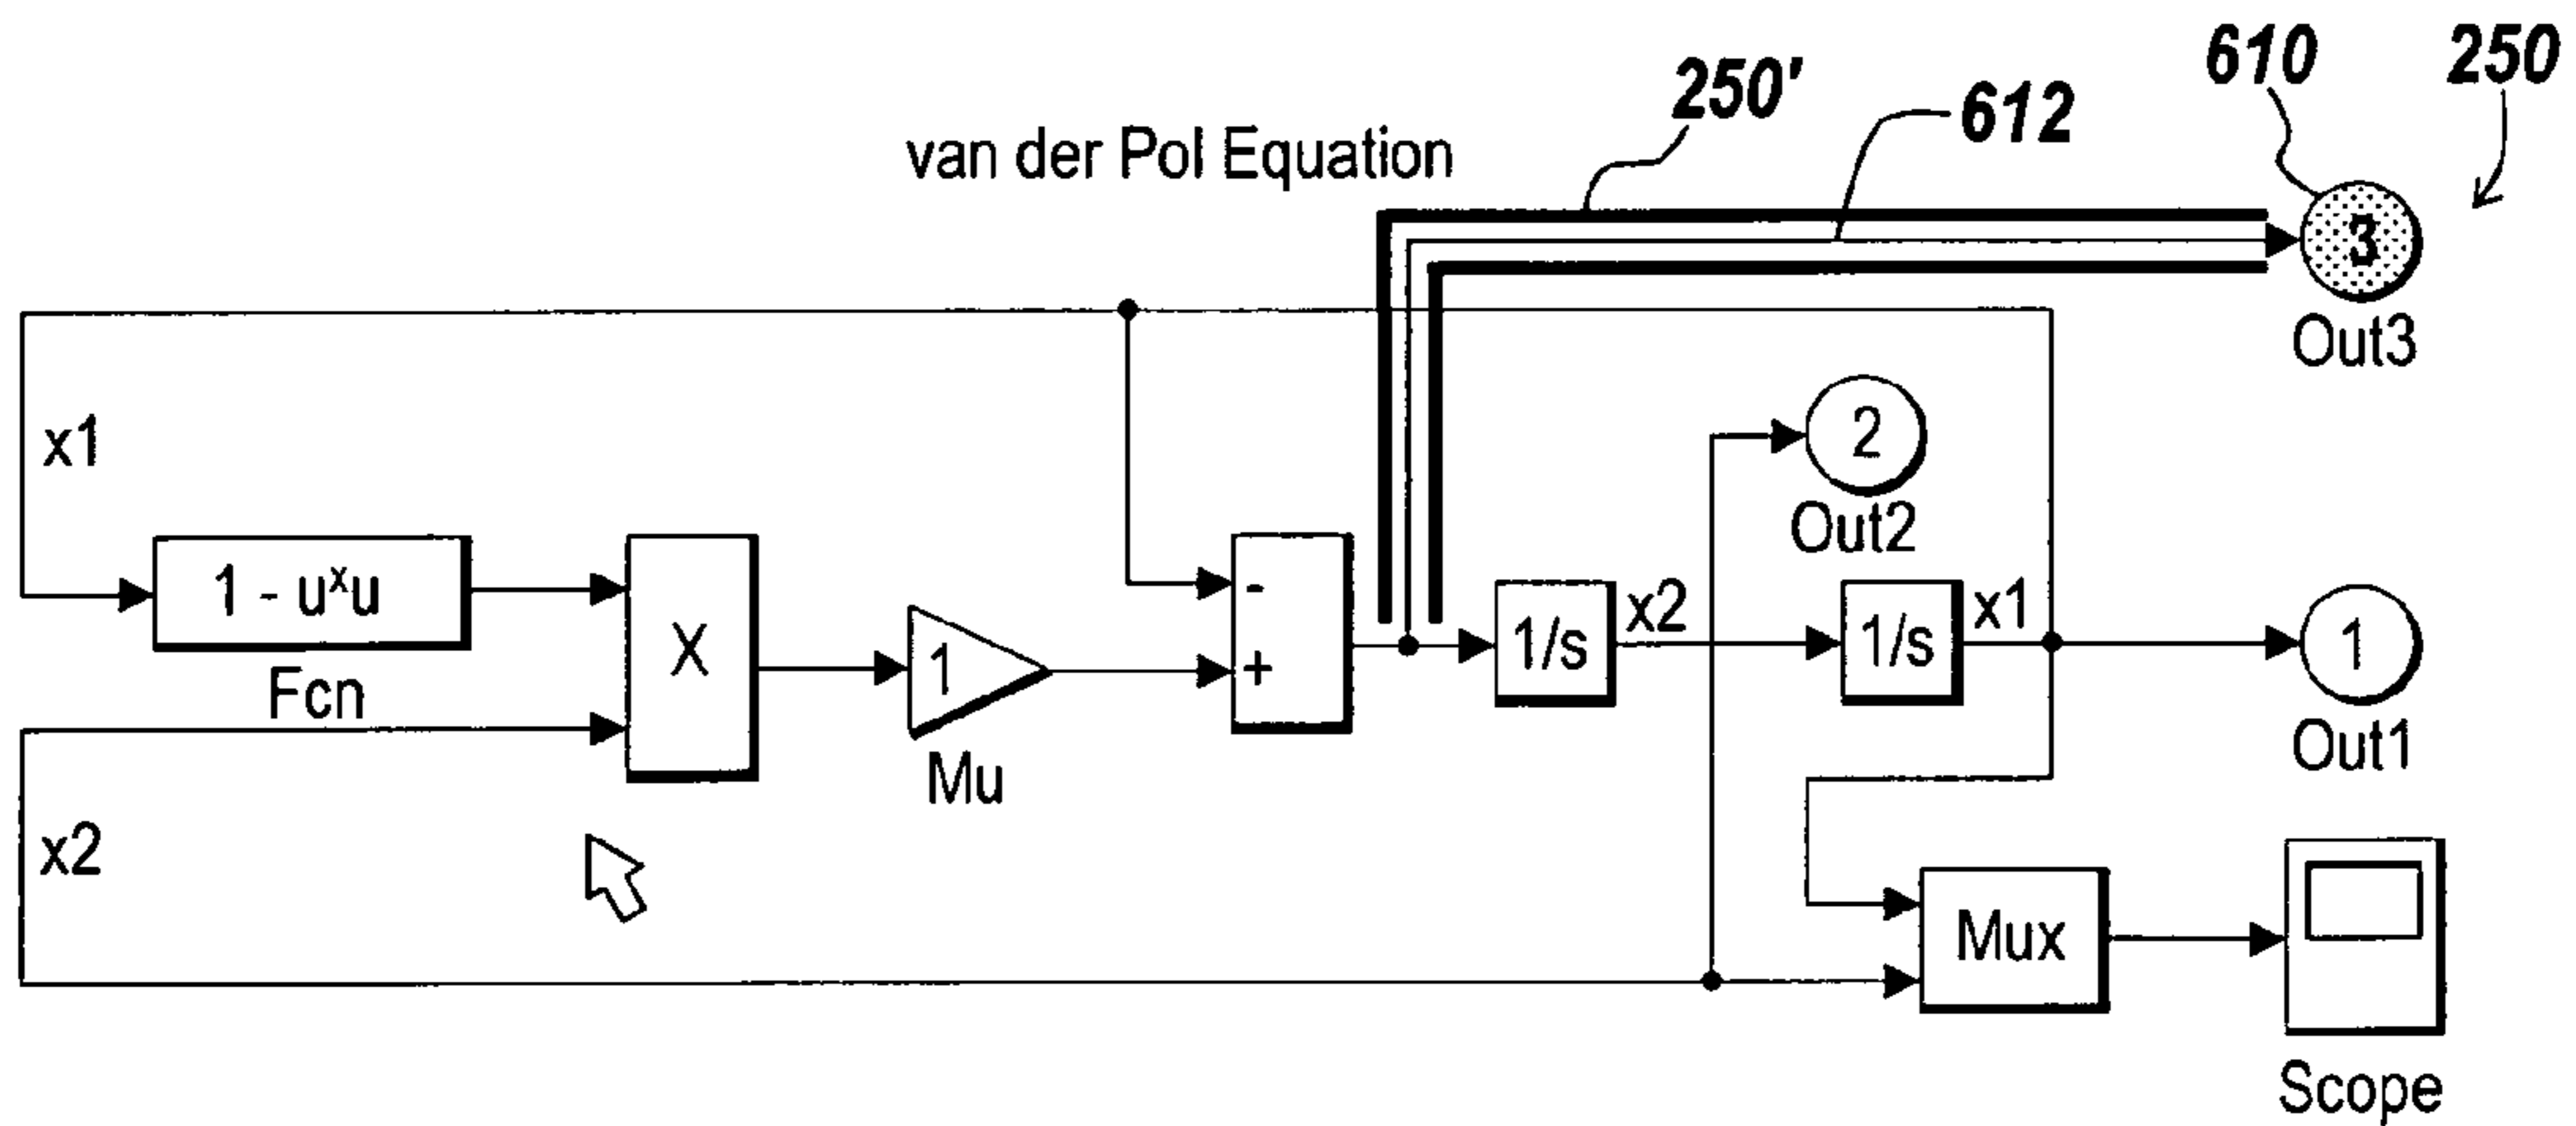 250'
612
610
250
van der Pol Equation
3
Out3
x1
2
Out2
1 - uˣu
Fcn
X
1
Mu
-
+
1/s
x2
1/s
x1
1
Out1
x2
Mux
Scope